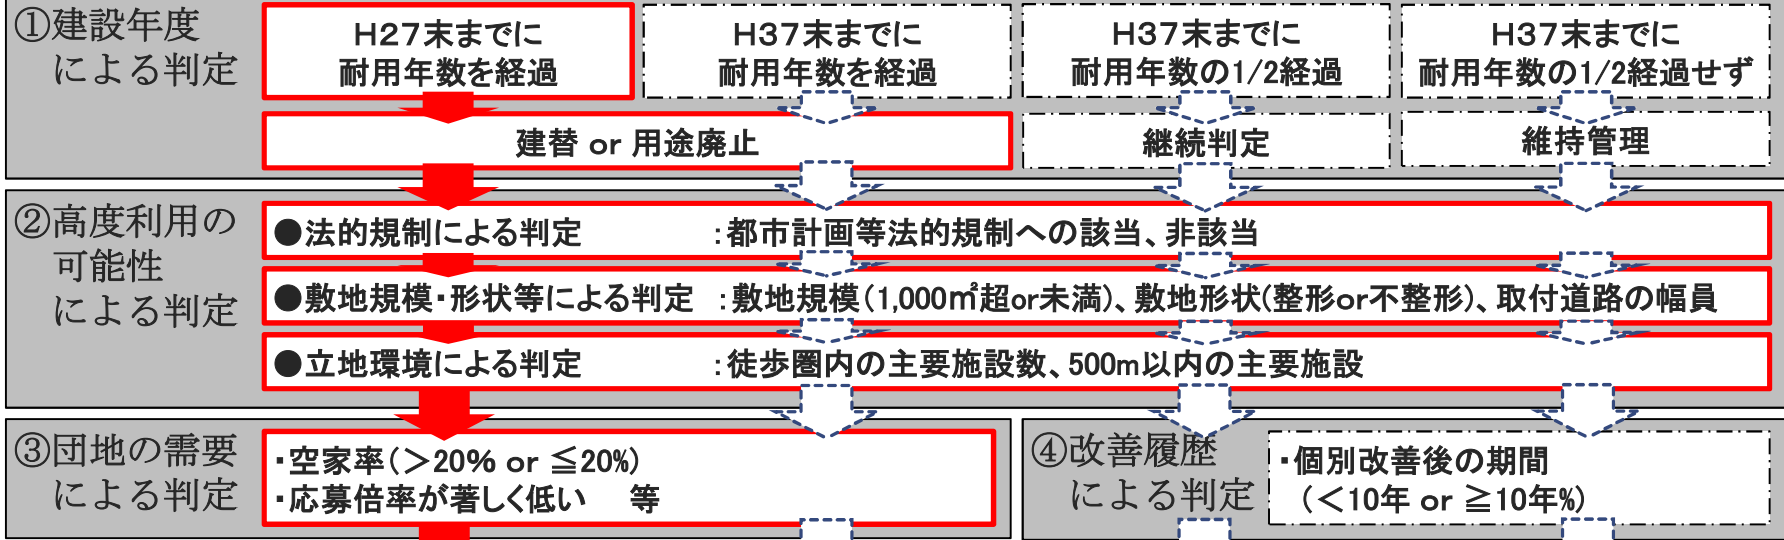 ①建設年度
による判定
H27末までに
耐用年数を経過
H37末までに
耐用年数を経過
H37末までに
耐用年数の1/2経過
H37末までに
耐用年数の1/2経過せず
建替 or 用途廃止
継続判定
維持管理
②高度利用の
可能性
による判定
●法的規制による判定　：都市計画等法的規制への該当、非該当
●敷地規模・形状等による判定　：敷地規模（1,000㎡超or未満）、敷地形状(整形or不整形)、取付道路の幅員
●立地環境による判定　：徒歩圏内の主要施設数、500m以内の主要施設
③団地の需要
による判定
・空家率（＞20% or ≦20%)
・応募倍率が著しく低い　等
④改善履歴
による判定
・個別改善後の期間
（＜10年 or ≧10年%)